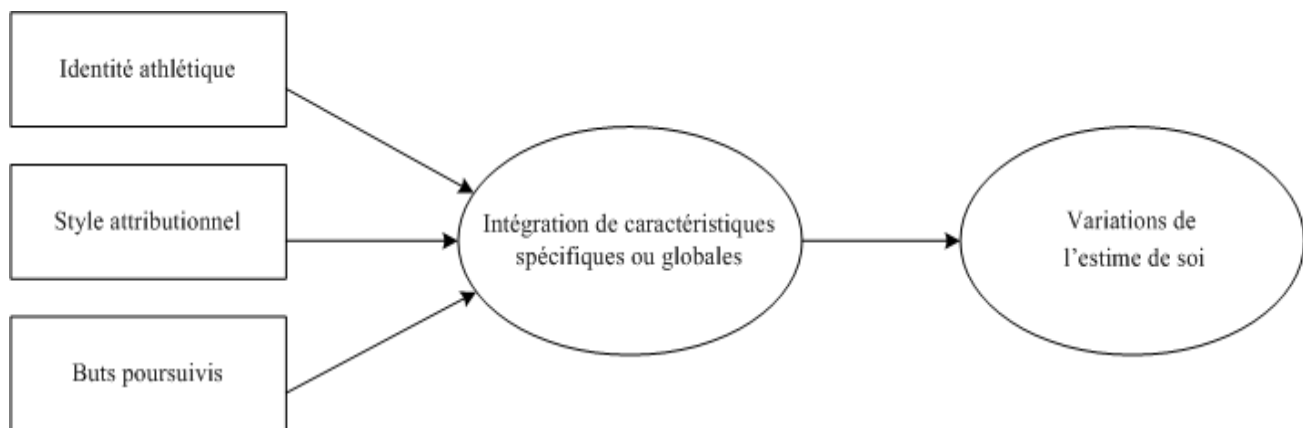 Identité athlétique
Style attributionnel
Buts poursuivis
Intégration de caractéristiques
spécifiques ou globales
Variations de
l’estime de soi